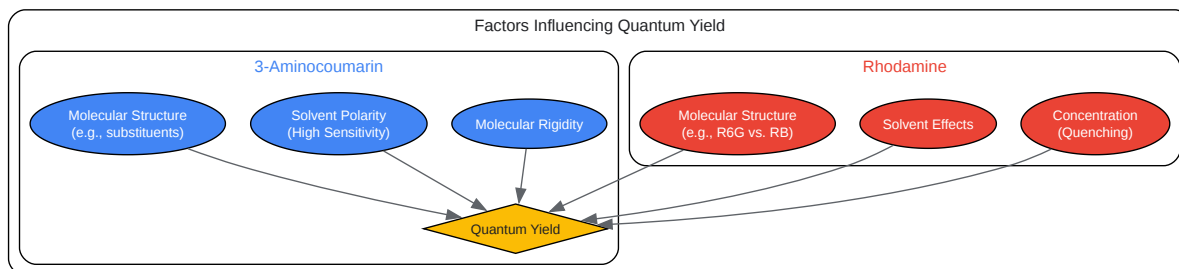 Factors Influencing Quantum Yield
3-Aminocoumarin
Rhodamine
Molecular Structure
(e.g., substituents)
Solvent Polarity
(High Sensitivity)
Molecular Rigidity
Molecular Structure
(e.g., R6G vs. RB)
Solvent Effects
Concentration
(Quenching)
Quantum Yield